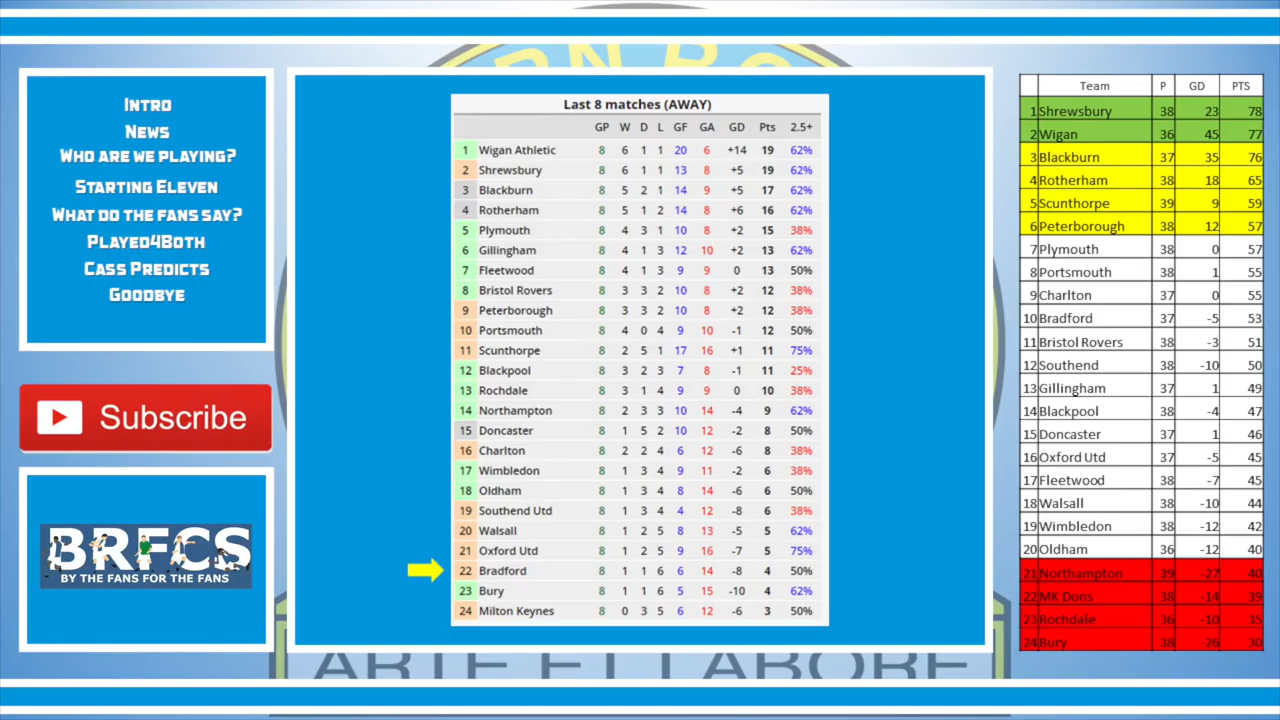 RN RO
INTRO
NEWS
WHO ARE WE PLAYING?
STARTING ELEVEN
WHAT DO THE FANS SAY?
PLAYED4BOTH
CASS PREDICTS
GOODBYE
Subscribe
BRFCS
BY THE FANS FOR THE FANS
Last 8 matches (AWAY)
GP W D L GF GA GD Pts 2.5+
1 Wigan Athletic 8 6 1 1 20 6 +14 19 62%
2 Shrewsbury 8 6 1 1 13 8 +5 19 62%
3 Blackburn 8 5 2 1 14 9 +5 17 62%
4 Rotherham 8 5 1 2 14 8 +6 16 62%
5 Plymouth 8 4 3 1 10 8 +2 15 38%
6 Gillingham 8 4 1 3 12 10 +2 13 62%
7 Fleetwood 8 4 1 3 9 9 0 13 50%
8 Bristol Rovers 8 3 3 2 10 8 +2 12 38%
9 Peterborough 8 3 3 2 10 8 +2 12 38%
10 Portsmouth 8 4 0 4 9 10 -1 12 50%
11 Scunthorpe 8 2 5 1 17 16 +1 11 75%
12 Blackpool 8 3 2 3 7 8 -1 11 25%
13 Rochdale 8 3 1 4 9 9 0 10 38%
14 Northampton 8 2 3 3 10 14 -4 9 62%
15 Doncaster 8 1 5 2 10 12 -2 8 50%
16 Charlton 8 2 2 4 6 12 -6 8 38%
17 Wimbledon 8 1 3 4 9 11 -2 6 38%
18 Oldham 8 1 3 4 8 14 -6 6 50%
19 Southend Utd 8 1 3 4 4 12 -8 6 38%
20 Walsall 8 1 2 5 8 13 -5 5 62%
21 Oxford Utd 8 1 2 5 9 16 -7 5 75%
22 Bradford 8 1 1 6 6 14 -8 4 50%
23 Bury 8 1 1 6 5 15 -10 4 62%
24 Milton Keynes 8 0 3 5 6 12 -6 3 50%
Team P GD PTS
1 Shrewsbury 38 23 78
2 Wigan 36 45 77
3 Blackburn 37 35 76
4 Rotherham 38 18 65
5 Scunthorpe 39 9 59
6 Peterborough 38 12 57
7 Plymouth 38 0 57
8 Portsmouth 38 1 55
9 Charlton 37 0 55
10 Bradford 37 -5 53
11 Bristol Rovers 38 -3 51
12 Southend 38 -10 50
13 Gillingham 37 1 49
14 Blackpool 38 -4 47
15 Doncaster 37 1 46
16 Oxford Utd 38 -5 45
17 Fleetwood 37 -7 45
18 Walsall 38 -10 44
19 Wimbledon 38 -12 42
20 Oldham 36 -12 40
21 Northampton 39 -27 40
22 MK Dons 38 -14 39
23 Rochdale 36 -10 35
24 Bury 38 -26 30
ARTE ET LABORE